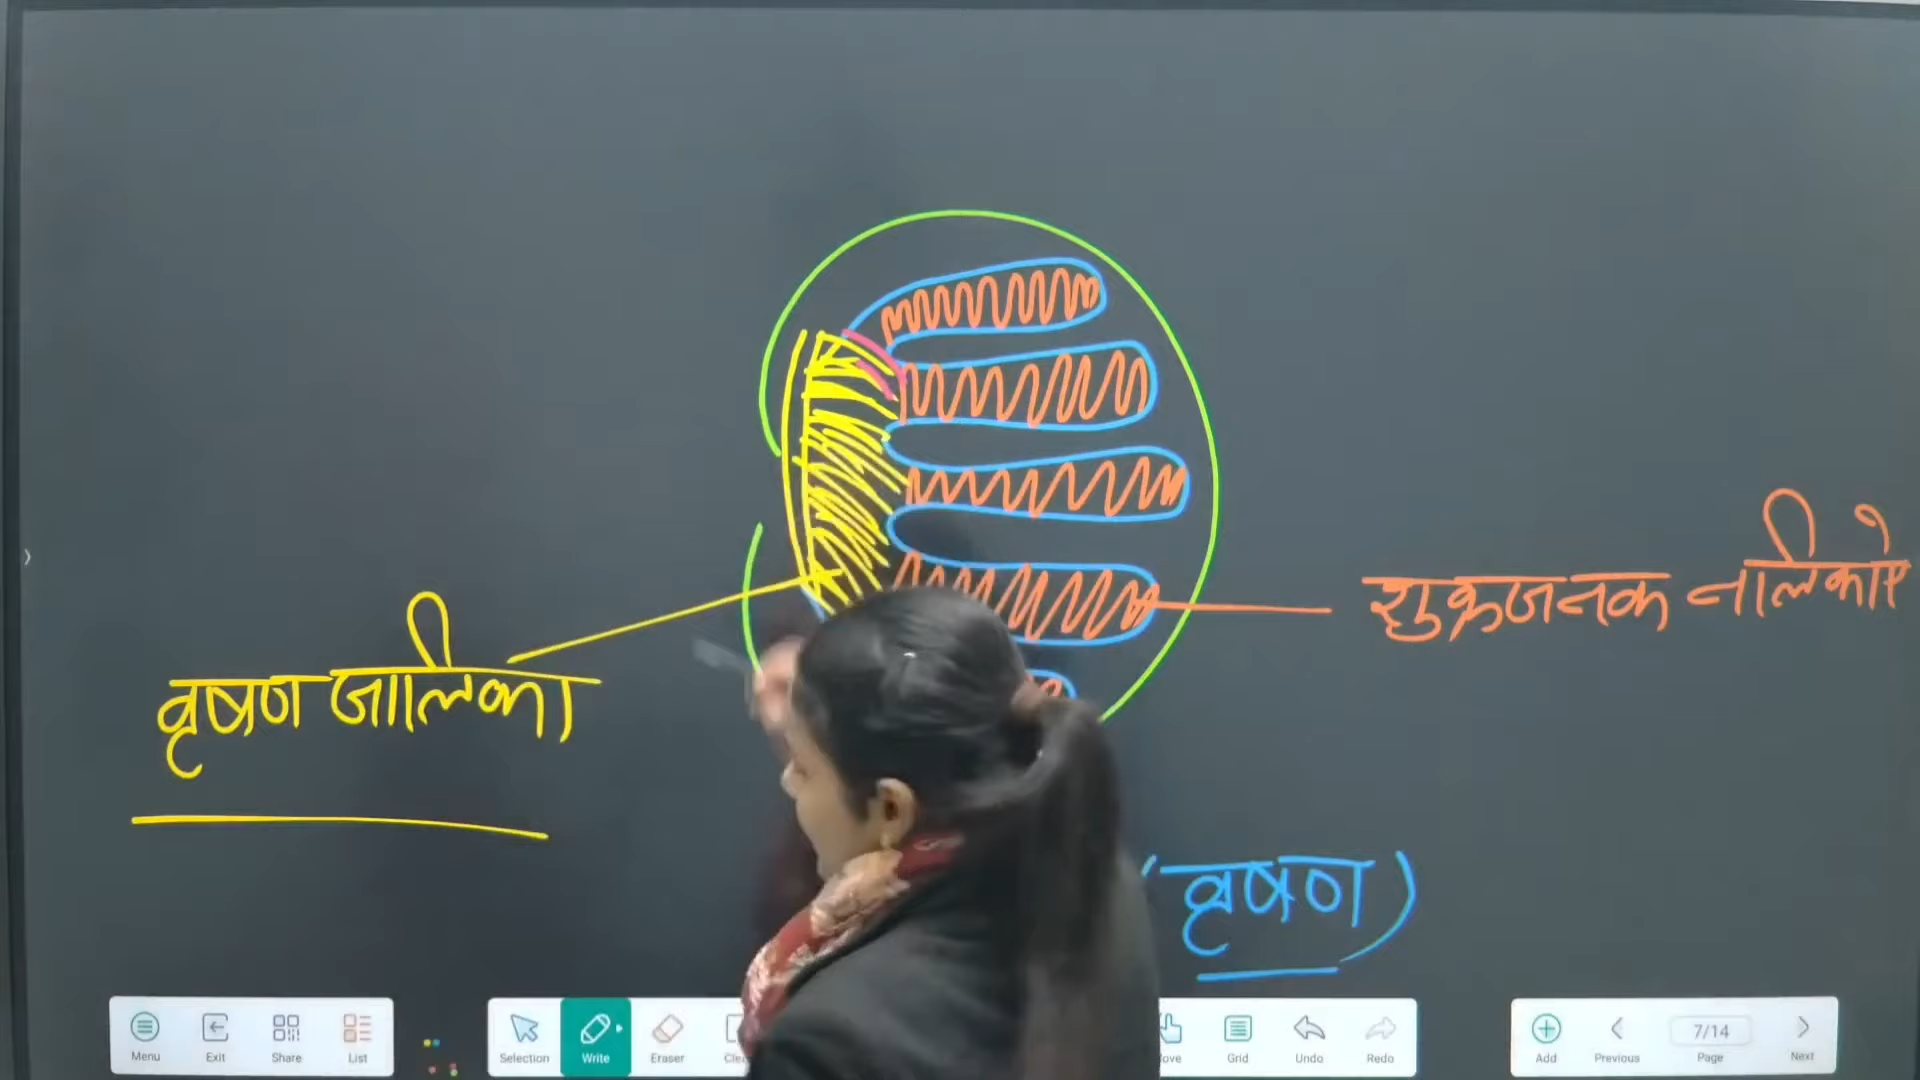 शुक्रजनक नालिकाऐ
वृषण जालिका
(वृषण)
Menu
Exit
Share
List
Selection
Write
Eraser
Grid
Undo
Redo
Add
Previous
7/14
Page
Next